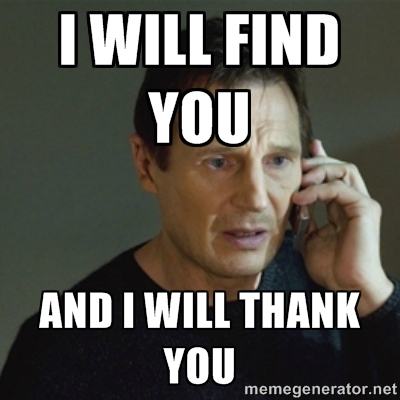 I WILL FIND
YOU
AND I WILL THANK
YOU
memegenerator.net